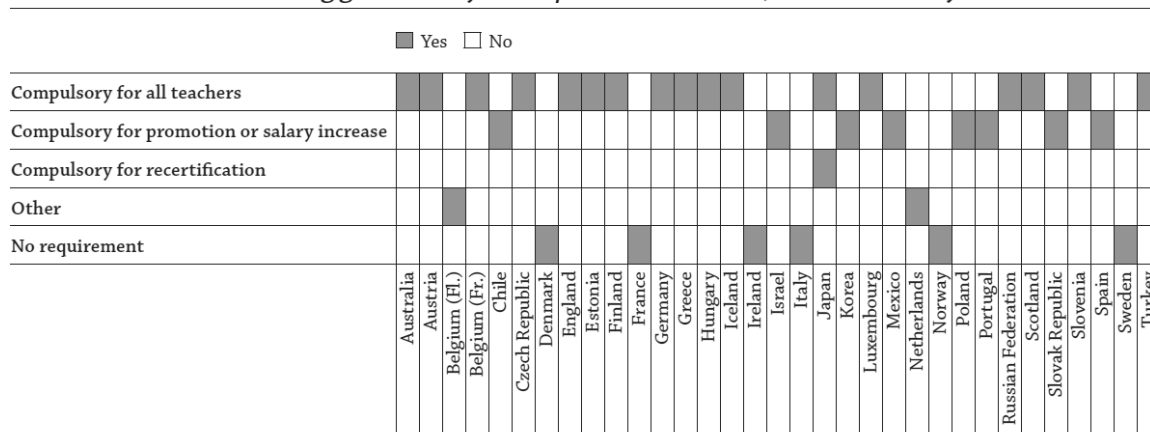 Yes No
Compulsory for all teachers
Compulsory for promotion or salary increase
Compulsory for recertification
Other
No requirement
Australia
Austria
Belgium (Fl.)
Belgium (Fr.)
Chile
Czech Republic
Denmark
England
Estonia
Finland
France
Germany
Greece
Hungary
Iceland
Ireland
Israel
Italy
Japan
Korea
Luxembourg
Mexico
Netherlands
Norway
Poland
Portugal
Russian Federation
Scotland
Slovak Republic
Slovenia
Spain
Sweden
Turkey